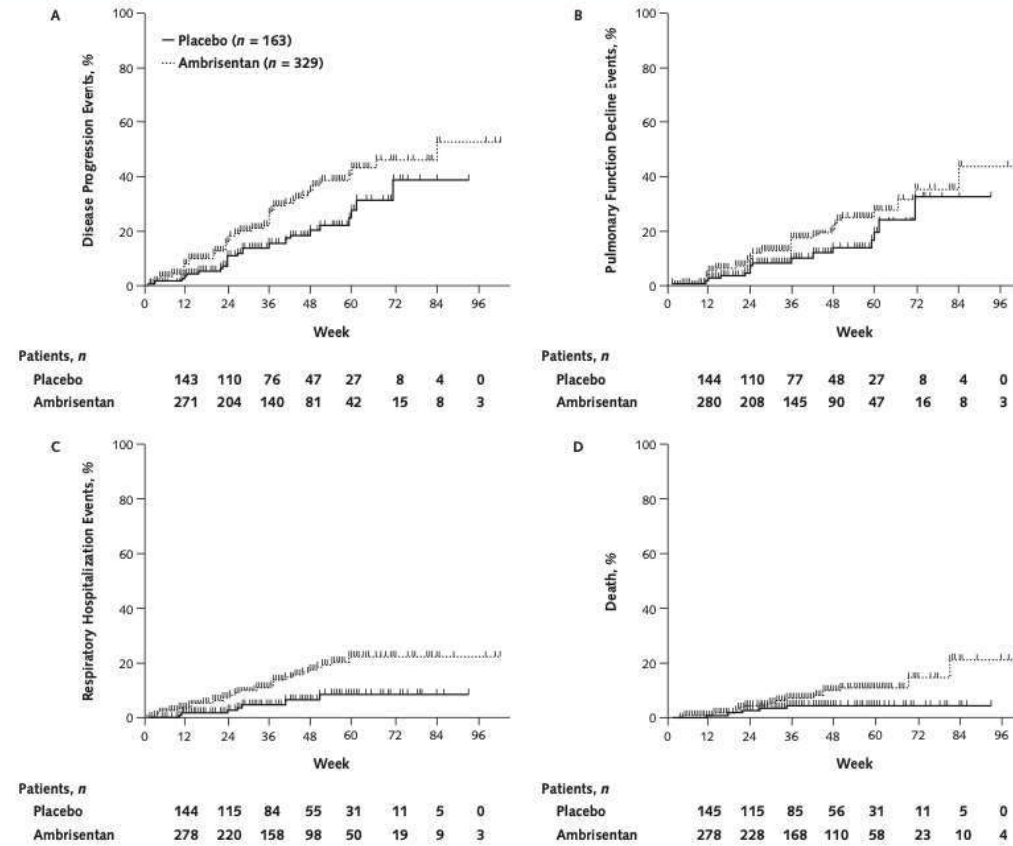 A
Disease Progression Events, %
100
80
60
40
20
0
Placebo (n = 163)
Ambrisentan (n = 329)
0 12 24 36 48 60 72 84 96
Week
Patients, n
Placebo 143 110 76 47 27 8 4 0
Ambrisentan 271 204 140 81 42 15 8 3
B
Pulmonary Function Decline Events, %
100
80
60
40
20
0
0 12 24 36 48 60 72 84 96
Week
Patients, n
Placebo 144 110 77 48 27 8 4 0
Ambrisentan 280 208 145 90 47 16 8 3
C
Respiratory Hospitalization Events, %
100
80
60
40
20
0
0 12 24 36 48 60 72 84 96
Week
Patients, n
Placebo 144 115 84 55 31 11 5 0
Ambrisentan 278 220 158 98 50 19 9 3
D
Death, %
100
80
60
40
20
0
0 12 24 36 48 60 72 84 96
Week
Patients, n
Placebo 145 115 85 56 31 11 5 0
Ambrisentan 278 228 168 110 58 23 10 4